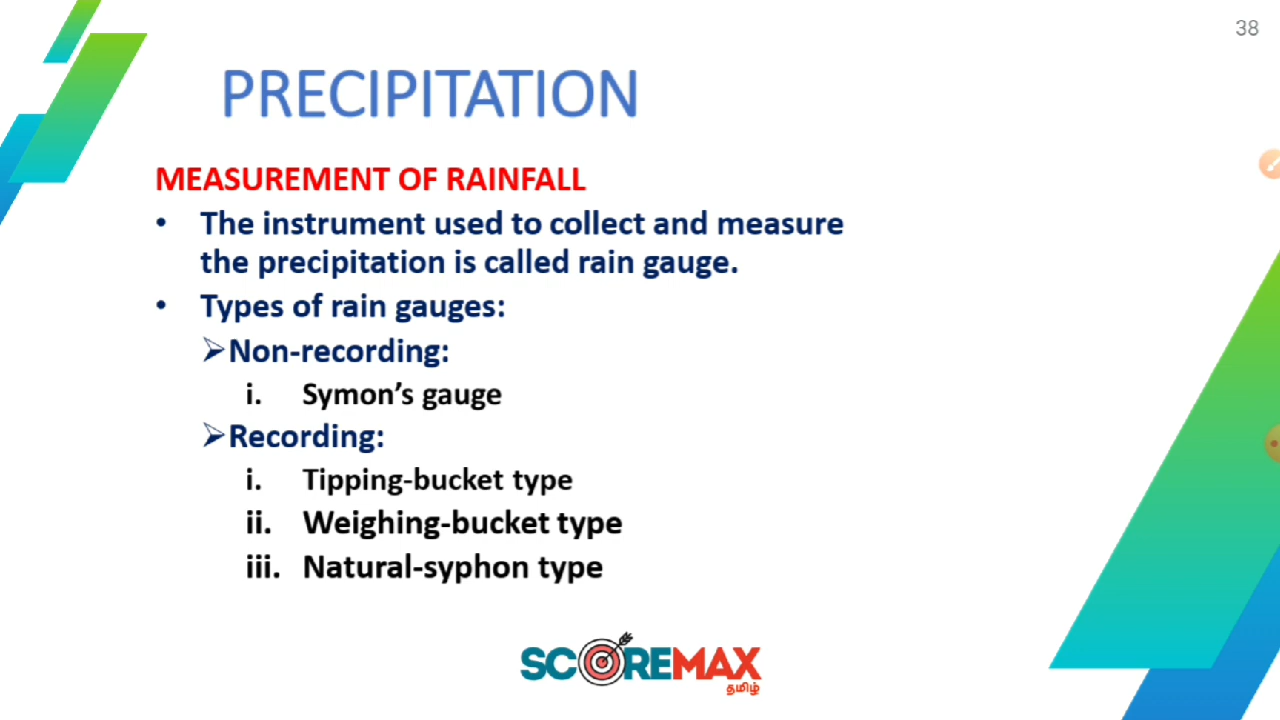 38
PRECIPITATION
MEASUREMENT OF RAINFALL
• The instrument used to collect and measure
the precipitation is called rain gauge.
• Types of rain gauges:
➢Non-recording:
i. Symon’s gauge
➢Recording:
i. Tipping-bucket type
ii. Weighing-bucket type
iii. Natural-syphon type
SCOREMAX
தமிழ்